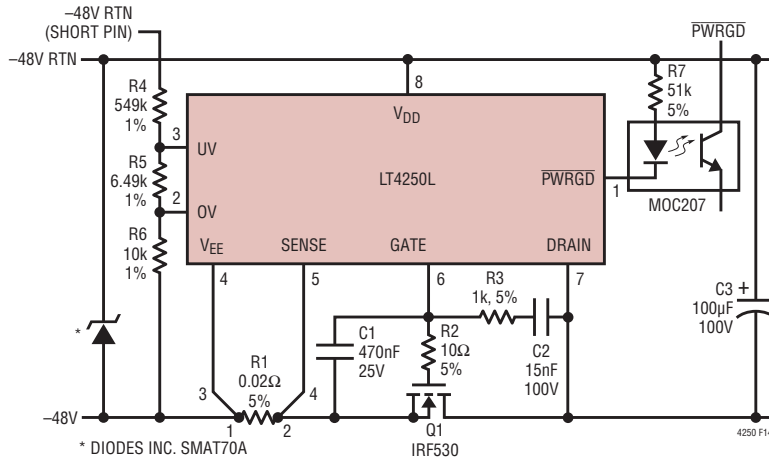 –48V RTN
(SHORT PIN)
–48V RTN
PWRGD
R4
549k
1%
R5
6.49k
1%
R6
10k
1%
8
VDD
3
UV
LT4250L
2
OV
PWRGD
1
VEE
SENSE
GATE
DRAIN
4
5
6
7
R7
51k
5%
MOC207
R3
1k, 5%
C1
470nF
25V
R2
10Ω
5%
C2
15nF
100V
C3
100µF
100V
+
*
R1
0.02Ω
5%
3
4
1
2
–48V
Q1
IRF530
* DIODES INC. SMAT70A
4250 F14